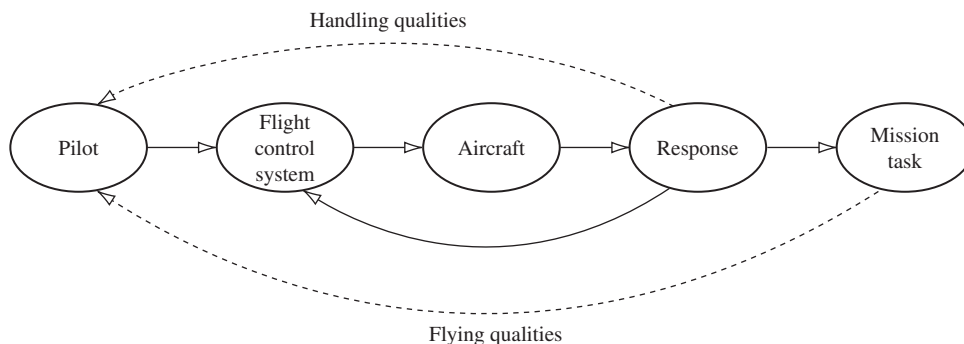 Handling qualities
Pilot
Flight
control
system
Aircraft
Response
Mission
task
Flying qualities